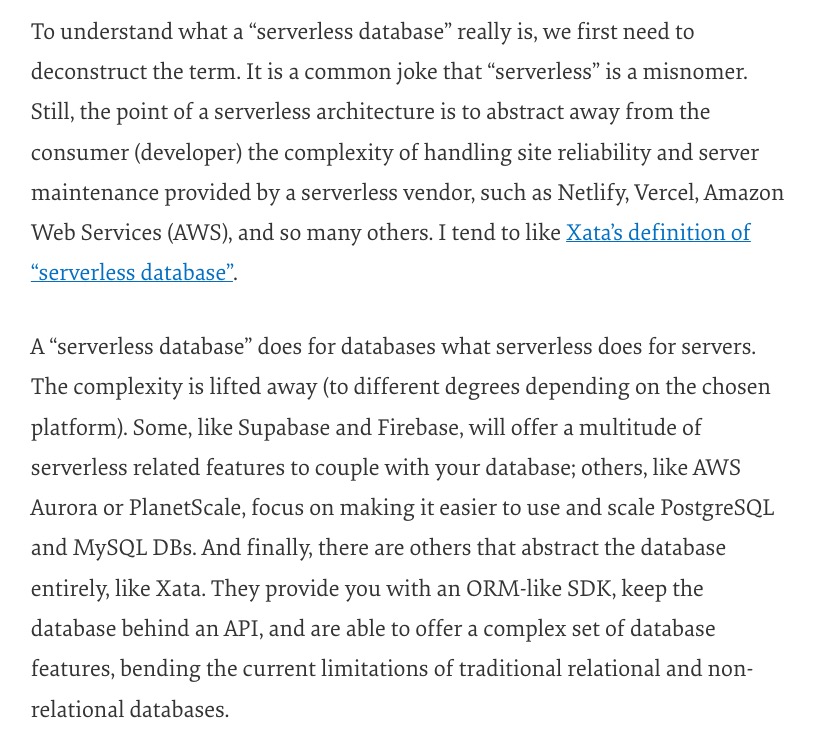 To understand what a “serverless database” really is, we first need to
deconstruct the term. It is a common joke that “serverless” is a misnomer.
Still, the point of a serverless architecture is to abstract away from the
consumer (developer) the complexity of handling site reliability and server
maintenance provided by a serverless vendor, such as Netlify, Vercel, Amazon
Web Services (AWS), and so many others. I tend to like Xata’s definition of
“serverless database”.
A “serverless database” does for databases what serverless does for servers.
The complexity is lifted away (to different degrees depending on the chosen
platform). Some, like Supabase and Firebase, will offer a multitude of
serverless related features to couple with your database; others, like AWS
Aurora or PlanetScale, focus on making it easier to use and scale PostgreSQL
and MySQL DBs. And finally, there are others that abstract the database
entirely, like Xata. They provide you with an ORM-like SDK, keep the
database behind an API, and are able to offer a complex set of database
features, bending the current limitations of traditional relational and non-
relational databases.